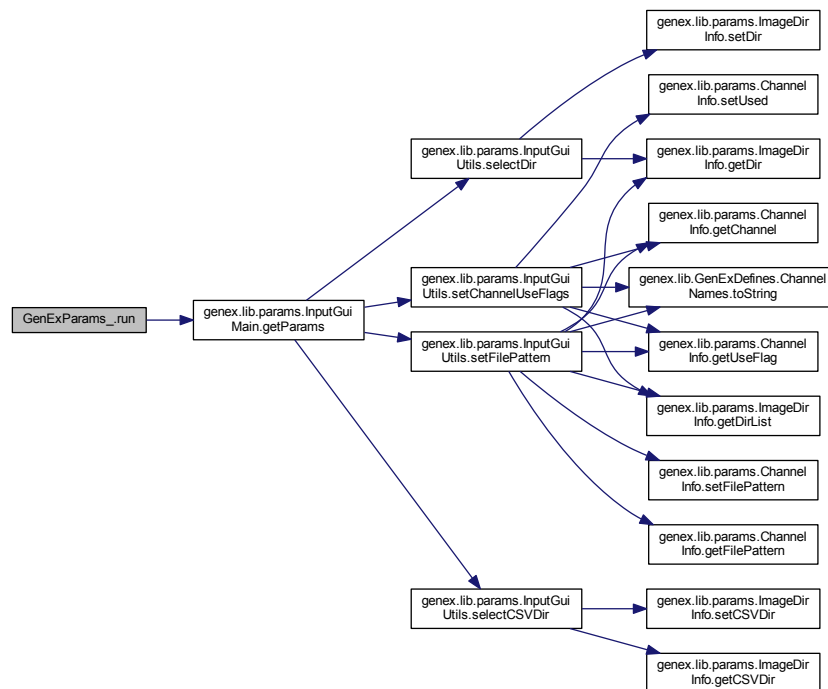 genex.lib.params.ImageDir
Info.setDir
genex.lib.params.Channel
Info.setUsed
genex.lib.params.InputGui
Utils.selectDir
genex.lib.params.ImageDir
Info.getDir
genex.lib.params.Channel
Info.getChannel
GenExParams_.run
genex.lib.params.InputGui
Main.getParams
genex.lib.params.InputGui
Utils.setChannelUseFlags
genex.lib.GenExDefines.Channel
Names.toString
genex.lib.params.InputGui
Utils.setFilePattern
genex.lib.params.Channel
Info.getUseFlag
genex.lib.params.ImageDir
Info.getDirList
genex.lib.params.Channel
Info.setFilePattern
genex.lib.params.Channel
Info.getFilePattern
genex.lib.params.InputGui
Utils.selectCSVDir
genex.lib.params.ImageDir
Info.setCSVDir
genex.lib.params.ImageDir
Info.getCSVDir